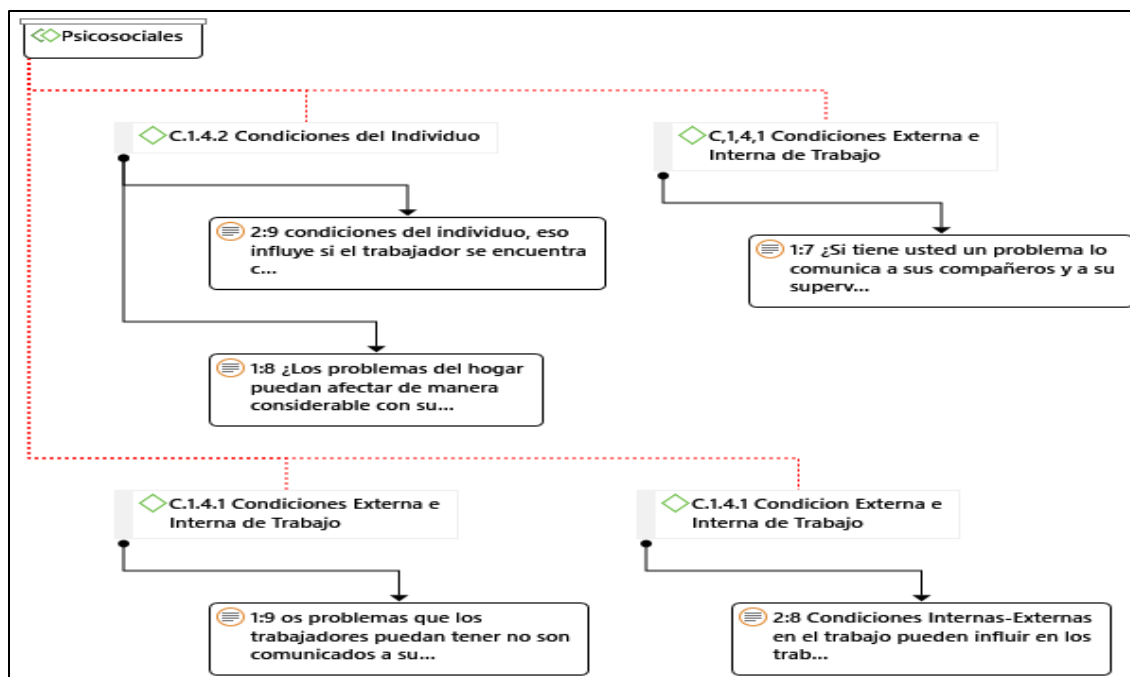 Psicosociales
C.1.4.2 Condiciones del Individuo
C,1,4,1 Condiciones Externa e
Interna de Trabajo
2:9 condiciones del individuo, eso
influye si el trabajador se encuentra
c...
1:7 ¿Si tiene usted un problema lo
comunica a sus compañeros y a su
superv...
1:8 ¿Los problemas del hogar
puedan afectar de manera
considerable con su...
C.1.4.1 Condiciones Externa e
Interna de Trabajo
C.1.4.1 Condicion Externa e
Interna de Trabajo
1:9 os problemas que los
trabajadores puedan tener no son
comunicados a su...
2:8 Condiciones Internas-Externas
en el trabajo pueden influir en los
trab...